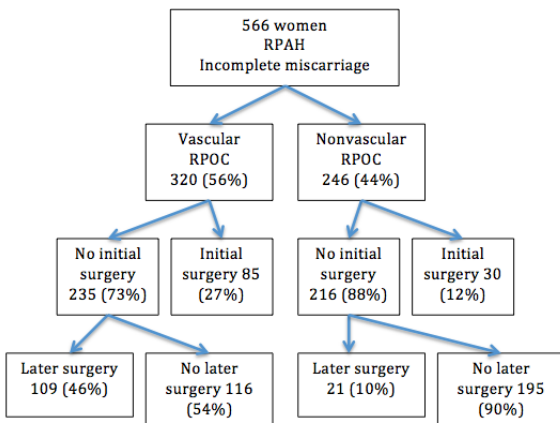 566 women
RPAH
Incomplete miscarriage
Vascular
RPOC
320 (56%)
Nonvascular
RPOC
246 (44%)
No initial
surgery
235 (73%)
Initial
surgery 85
(27%)
No initial
surgery
216 (88%)
Initial
surgery 30
(12%)
Later surgery
109 (46%)
No later
surgery 116
(54%)
Later surgery
21 (10%)
No later
surgery 195
(90%)